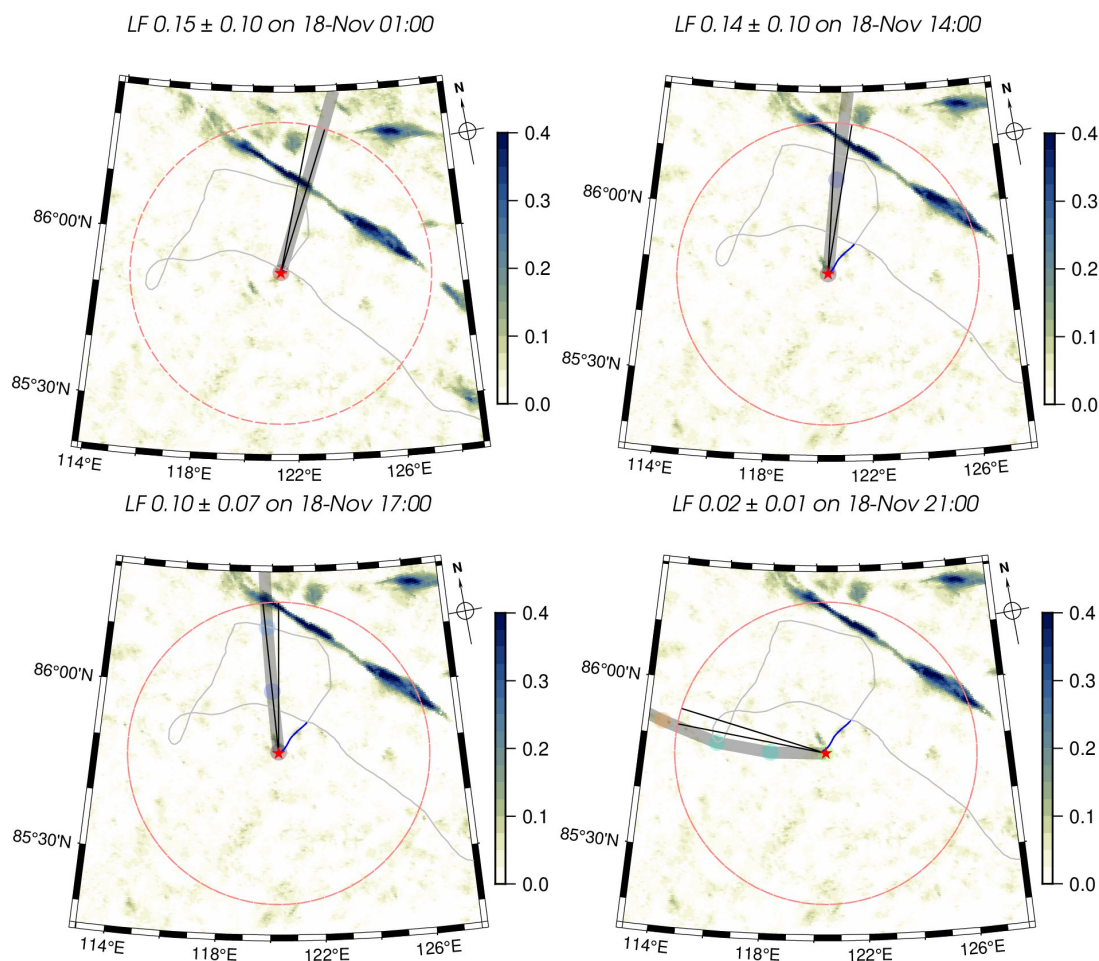 LF 0.15 ± 0.10 on 18-Nov 01:00
N
0.4
0.3
0.2
0.1
0.0
86°00'N
85°30'N
114°E
118°E
122°E
126°E
LF 0.14 ± 0.10 on 18-Nov 14:00
N
0.4
0.3
0.2
0.1
0.0
86°00'N
85°30'N
114°E
118°E
122°E
126°E
LF 0.10 ± 0.07 on 18-Nov 17:00
N
0.4
0.3
0.2
0.1
0.0
86°00'N
85°30'N
114°E
118°E
122°E
126°E
LF 0.02 ± 0.01 on 18-Nov 21:00
N
0.4
0.3
0.2
0.1
0.0
86°00'N
85°30'N
114°E
118°E
122°E
126°E